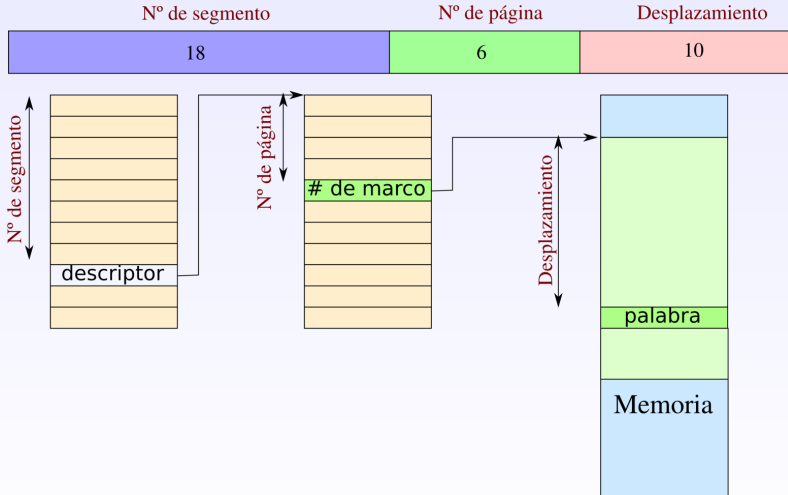 Nº de segmento
Nº de página
Desplazamiento
18
6
10
Nº de segmento
descriptor
Nº de página
# de marco
Desplazamiento
palabra
Memoria